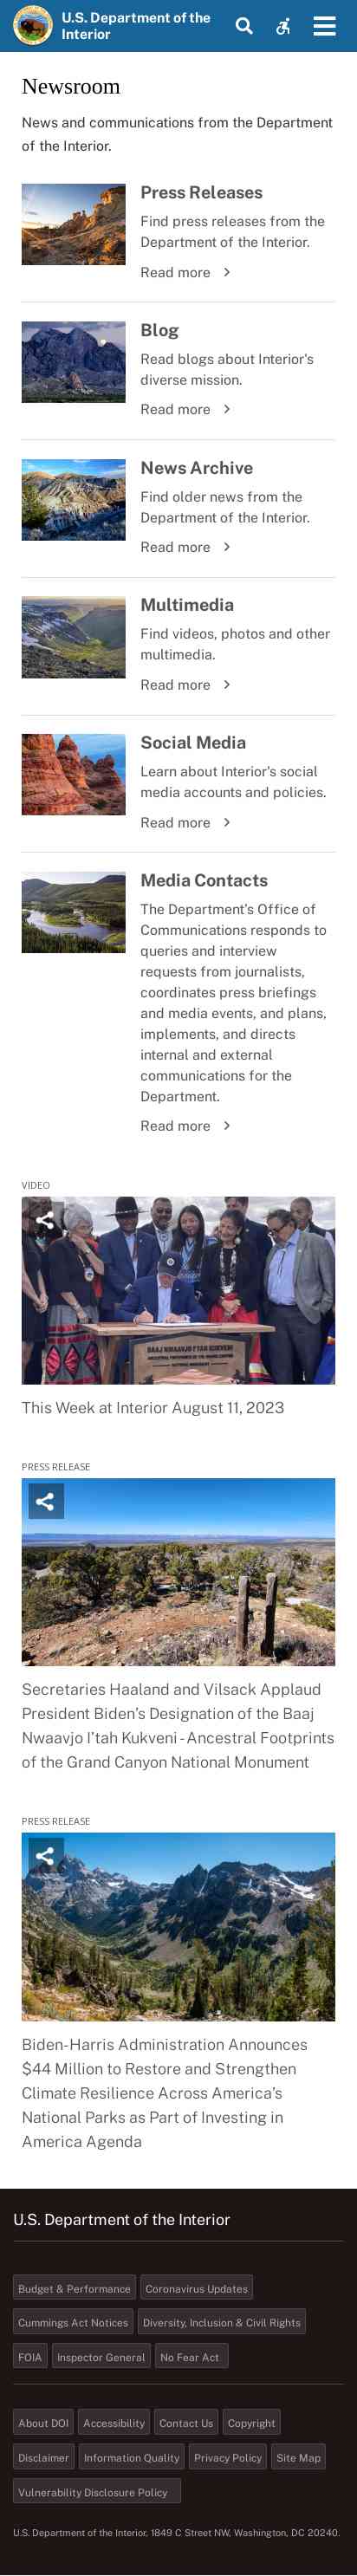 U.S. Department of the
Interior
Newsroom
News and communications from the Department
of the Interior.
Press Releases
Find press releases from the
Department of the Interior.
Read more
Blog
Read blogs about Interior's
diverse mission.
Read more
News Archive
Find older news from the
Department of the Interior.
Read more
Multimedia
Find videos, photos and other
multimedia.
Read more
Social Media
Learn about Interior's social
media accounts and policies.
Read more
Media Contacts
The Department's Office of
Communications responds to
queries and interview
requests from journalists,
coordinates press briefings
and media events, and plans,
implements, and directs
internal and external
communications for the
Department.
Read more
VIDEO
BAAJ NWAAVJO I'TAH KUKVENI
This Week at Interior August 11, 2023
PRESS RELEASE
Secretaries Haaland and Vilsack Applaud
President Biden's Designation of the Baaj
Nwaavjo I'tah Kukveni - Ancestral Footprints
of the Grand Canyon National Monument
PRESS RELEASE
Biden-Harris Administration Announces
$44 Million to Restore and Strengthen
Climate Resilience Across America's
National Parks as Part of Investing in
America Agenda
U.S. Department of the Interior
Budget & Performance Coronavirus Updates
Cummings Act Notices Diversity, Inclusion & Civil Rights
FOIA Inspector General No Fear Act
About DOI Accessibility Contact Us Copyright
Disclaimer Information Quality Privacy Policy Site Map
Vulnerability Disclosure Policy
U.S. Department of the Interior, 1849 C Street NW, Washington, DC 20240.